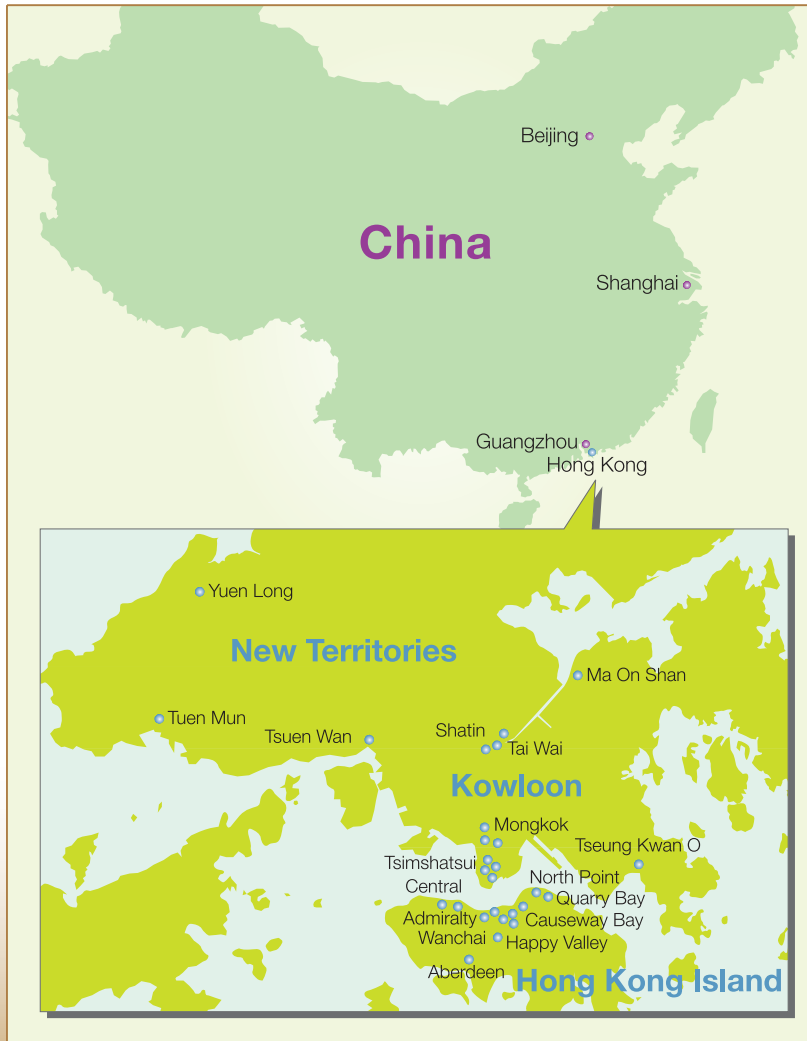 Beijing
China
Shanghai
Guangzhou
Hong Kong
Yuen Long
New Territories
Ma On Shan
Tuen Mun
Tsuen Wan
Shatin
Tai Wai
Kowloon
Mongkok
Tseung Kwan O
Tsimshatsui
North Point
Central
Quarry Bay
Admiralty
Causeway Bay
Wanchai
Happy Valley
Aberdeen
Hong Kong Island